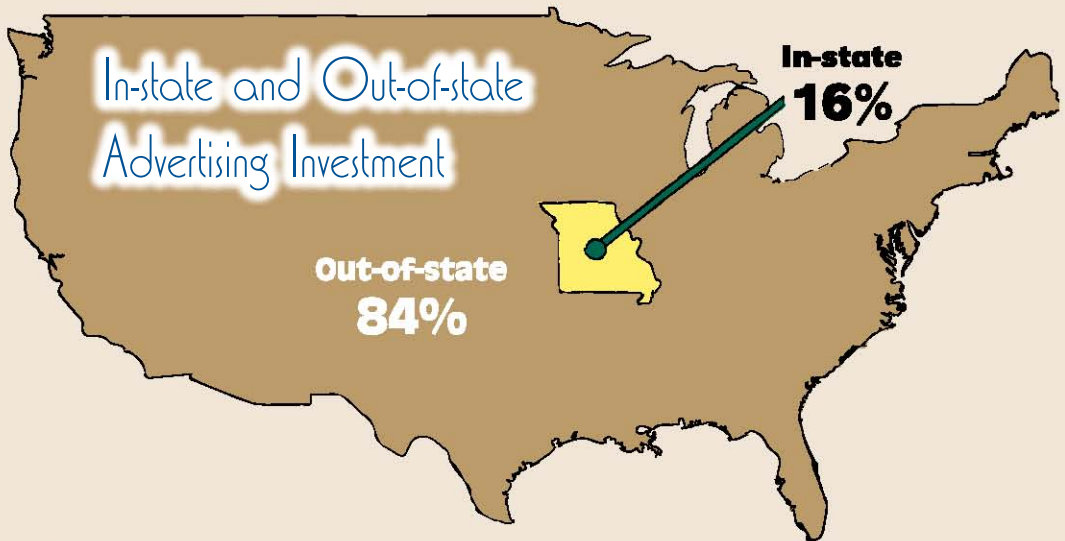 In-state and Out-of-state
Advertising Investment
In-state
16%
Out-of-state
84%